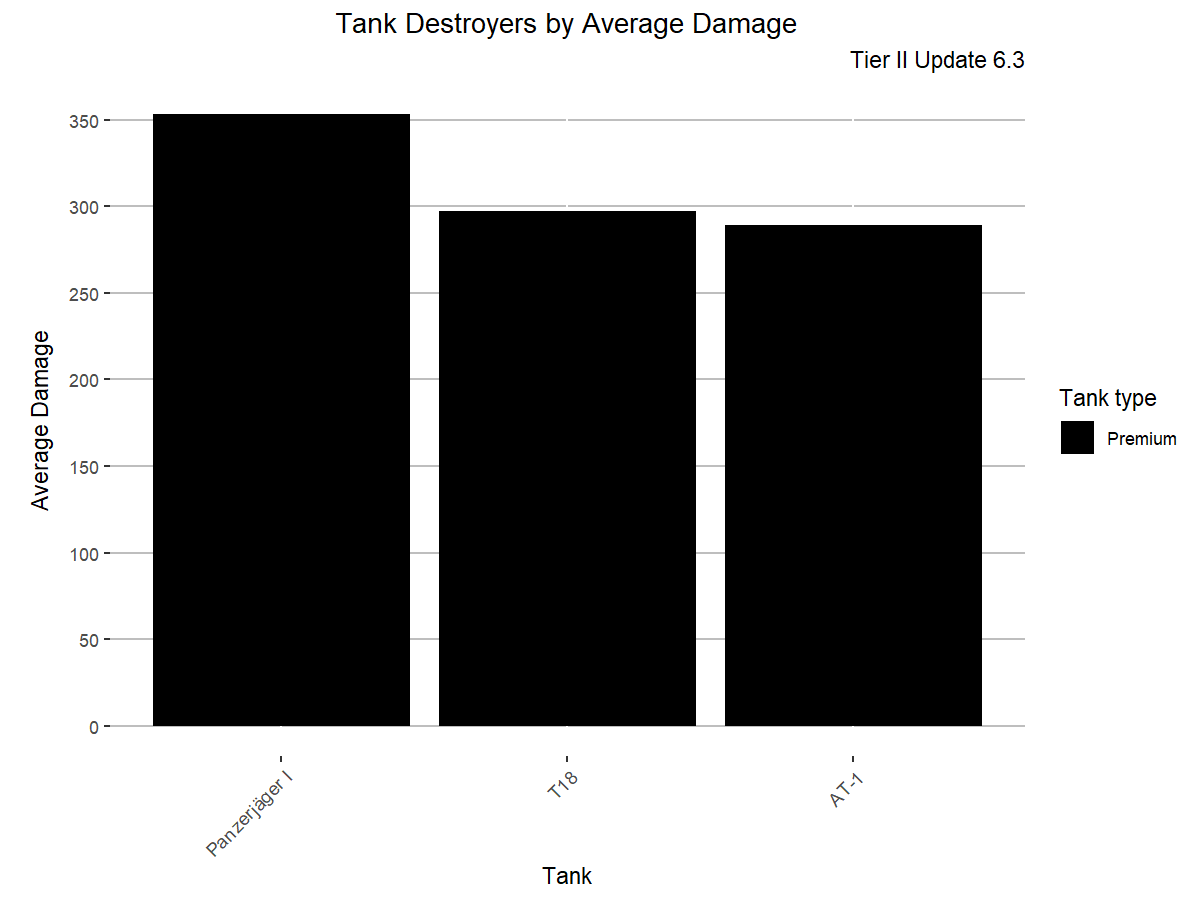 Tank Destroyers by Average Damage
Tier II Update 6.3
Average Damage
350
300
250
200
150
100
50
0
Panzerjäger I
T18
AT-1
Tank
Tank type
Premium